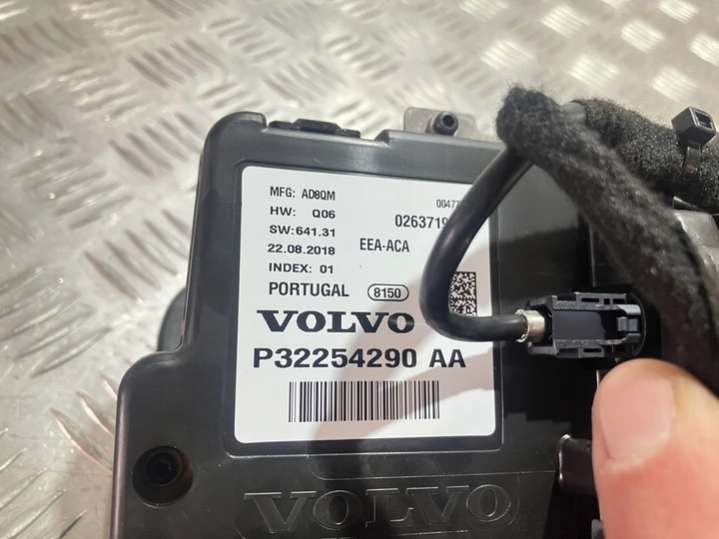 MFG: AD8QM
HW: Q06
SW:641.31
22.08.2018 EEA-ACA
INDEX: 01
PORTUGAL 8150
VOLVO
P32254290 AA
VOLVO